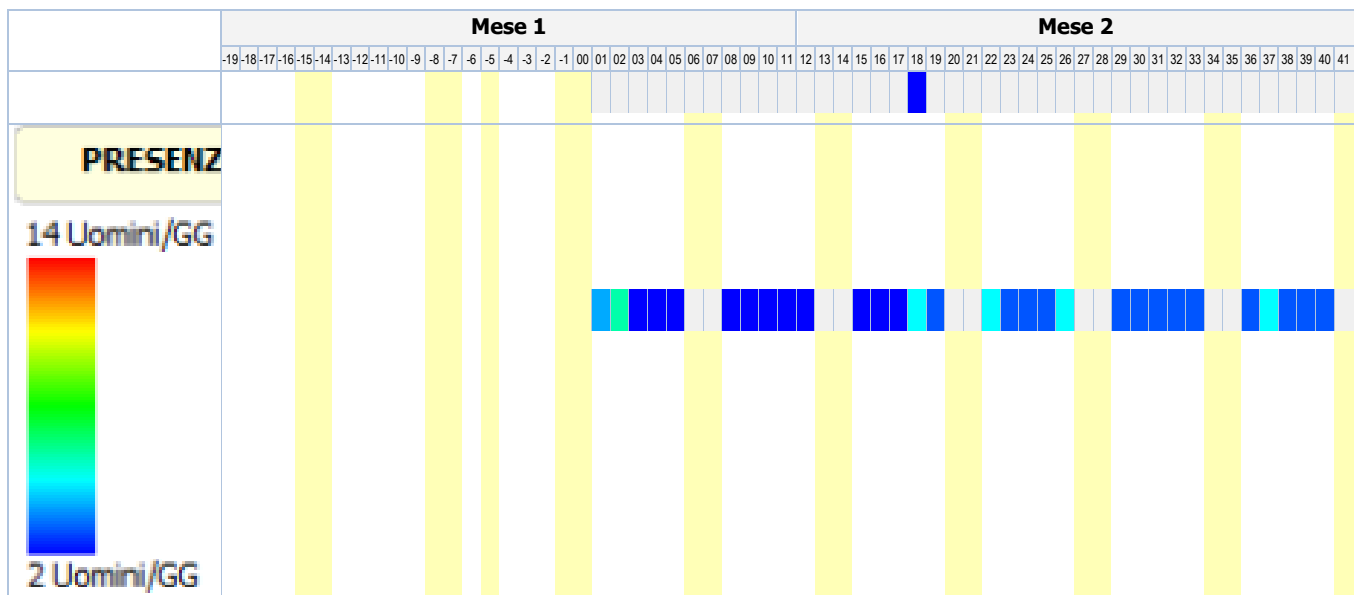 Mese 1 Mese 2
-19 -18 -17 -16 -15 -14 -13 -12 -11 -10 -9 -8 -7 -6 -5 -4 -3 -2 -1 00 01 02 03 04 05 06 07 08 09 10 11 12 13 14 15 16 17 18 19 20 21 22 23 24 25 26 27 28 29 30 31 32 33 34 35 36 37 38 39 40 41
PRESENZ
14 Uomini/GG
2 Uomini/GG